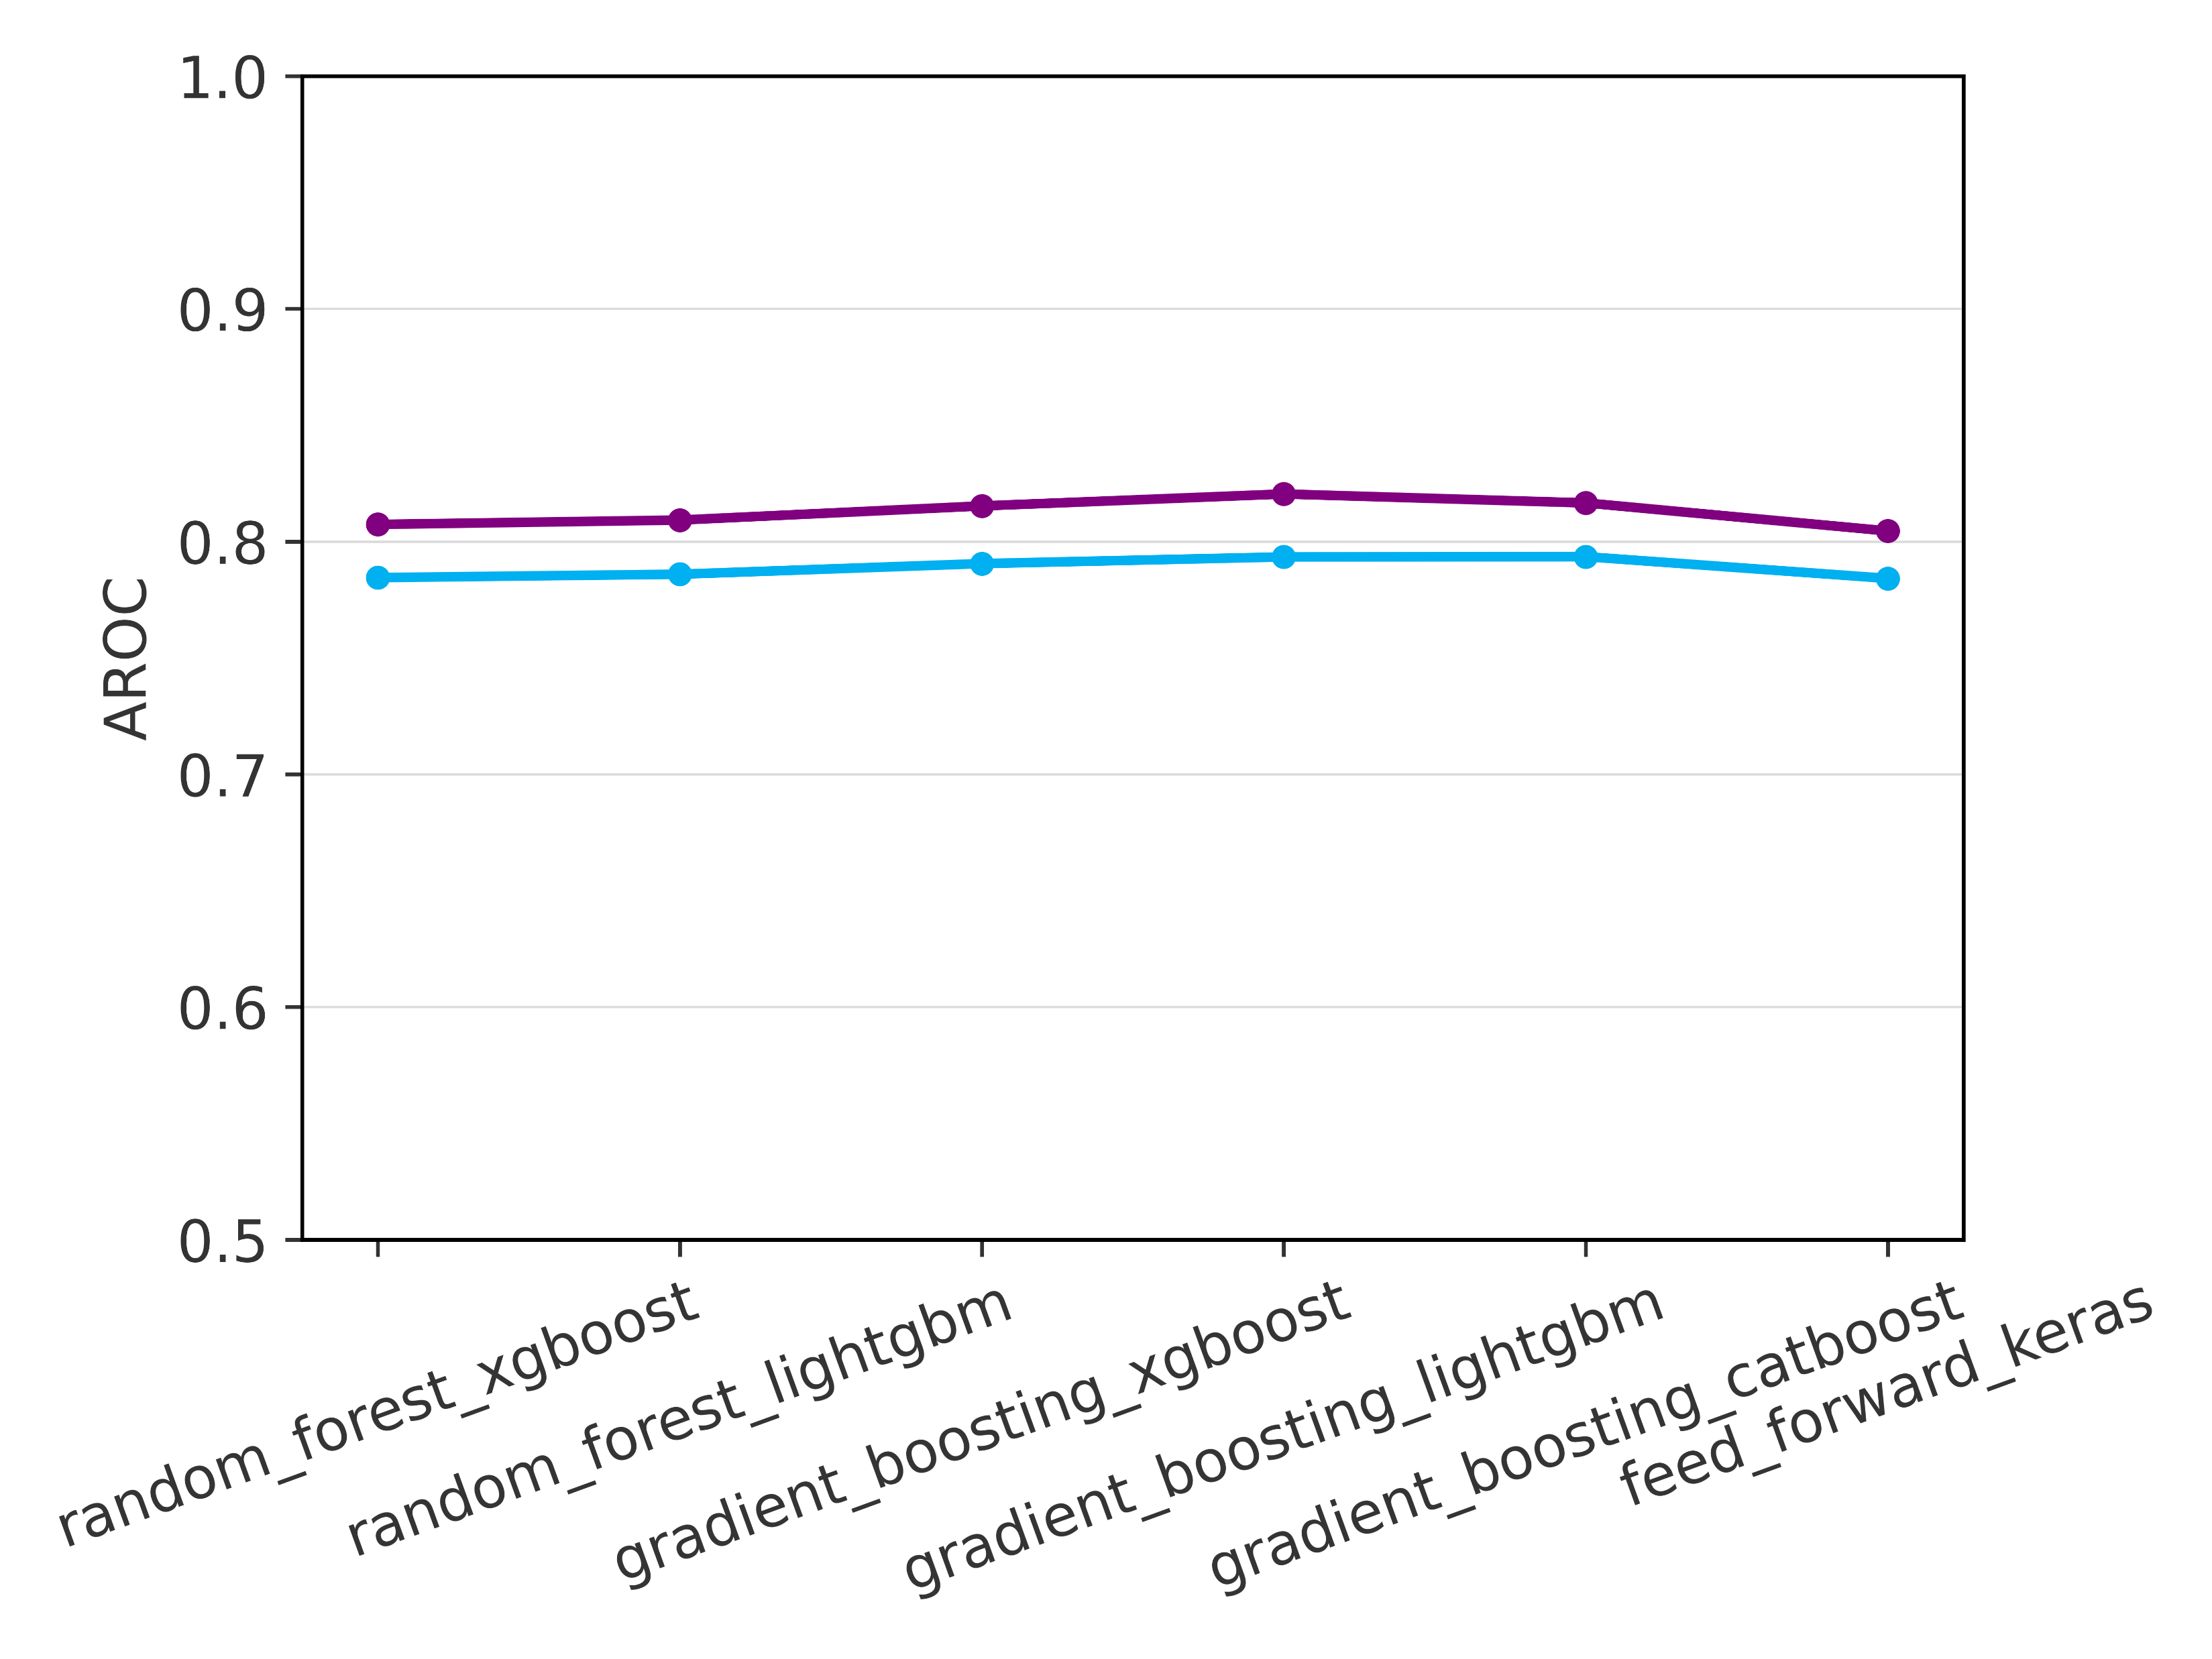 1.0
0.9
0.8
0.7
0.6
0.5
AROC
random_forest_xgboost
random_forest_lightgbm
gradient_boosting_xgboost
gradient_boosting_lightgbm
gradient_boosting_catboost
feed_forward_keras